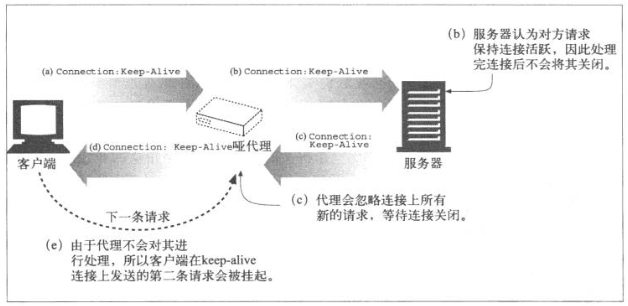 (b) 服务器认为对方请求
保持连接活跃，因此处理
完连接后不会将其关闭。
(a) Connection:Keep-Alive
(b) Connection:Keep-Alive
(c) Connection:
Keep-Alive
(d) Connection: Keep-Alive
哑代理
客户端
服务器
(c) 代理会忽略连接上所有
新的请求，等待连接关闭。
下一条请求
(e) 由于代理不会对其进
行处理，所以客户端在keep-alive
连接上发送的第二条请求会被挂起。